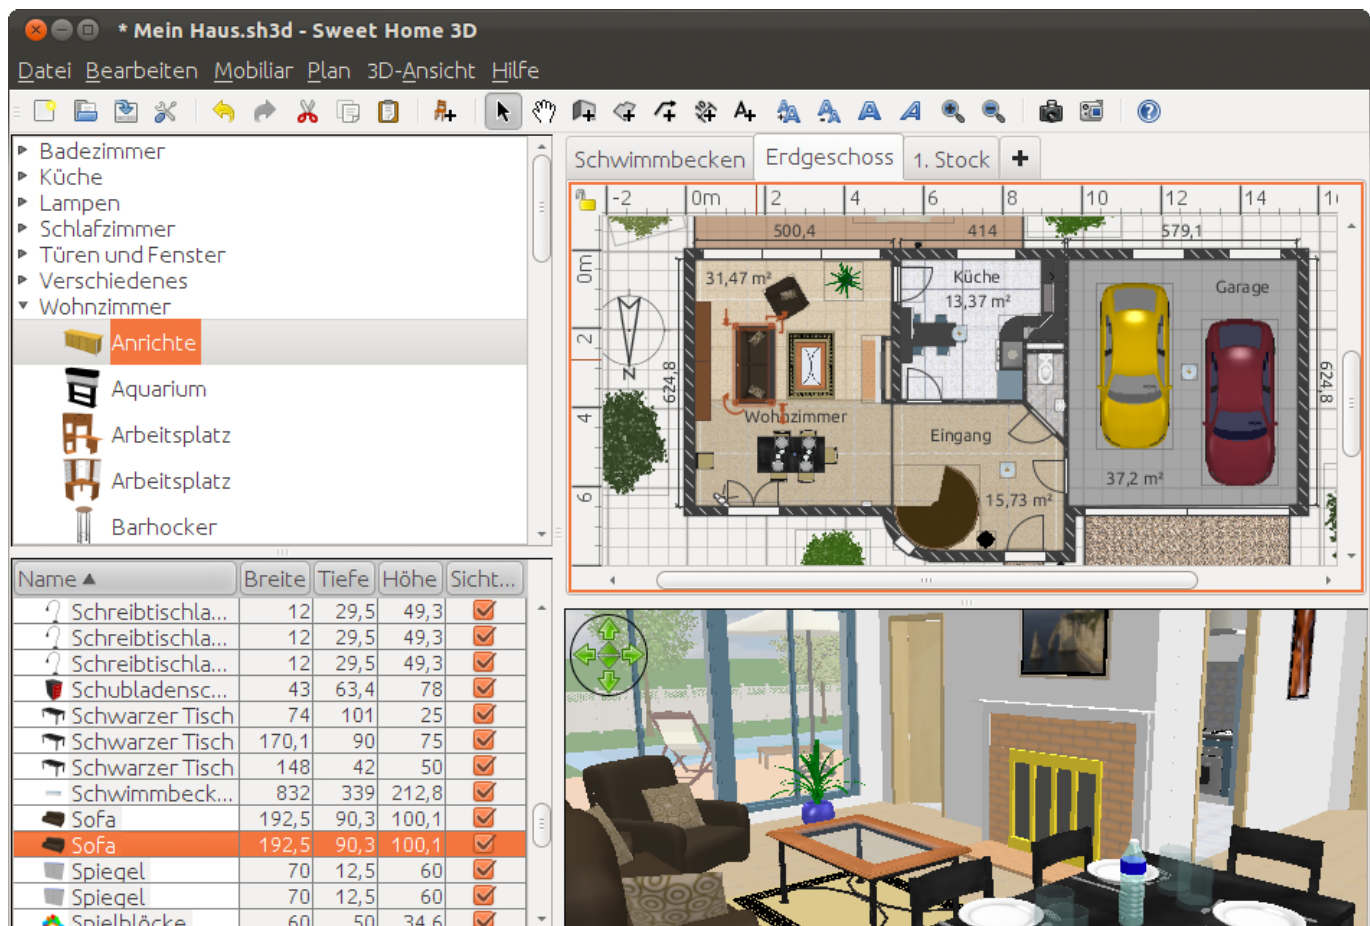 * Mein Haus.sh3d - Sweet Home 3D
Datei Bearbeiten Mobiliar Plan 3D-Ansicht Hilfe
Badezimmer
Küche
Lampen
Schlafzimmer
Türen und Fenster
Verschiedenes
Wohnzimmer
Anrichte
Aquarium
Arbeitsplatz
Arbeitsplatz
Barhocker
Name Breite Tiefe Höhe Sicht...
Schreibtischla... 12 29,5 49,3
Schreibtischla... 12 29,5 49,3
Schreibtischla... 12 29,5 49,3
Schubladensc... 43 63,4 78
Schwarzer Tisch 74 101 25
Schwarzer Tisch 170,1 90 75
Schwarzer Tisch 148 42 50
Schwimmbeck... 832 339 212,8
Sofa 192,5 90,3 100,1
Sofa 192,5 90,3 100,1
Spiegel 70 12,5 60
Spiegel 70 12,5 60
Spielblöcke 60 50 34,6
Schwimmbecken Erdgeschoss 1. Stock +
-2 0m 2 4 6 8 10 12 14
0m
2
4
6
500,4 414 579,1
31,47 m²
Küche
13,37 m²
Garage
N
624,8
624,8
Wohnzimmer
Eingang
15,73 m²
37,2 m²